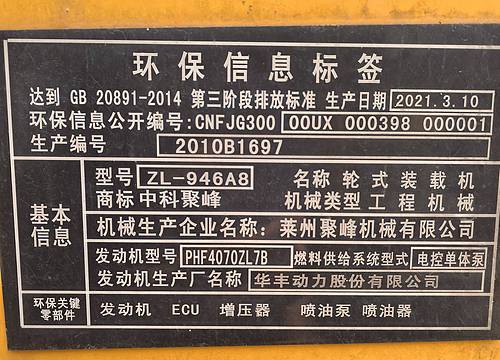 环保信息标签
达到 GB 20891-2014 第三阶段排放标准 生产日期 2021.3.10
环保信息公开编号:CNFJG300 00UX 000398 000001
生产编号 2010B1697
基本信息
型号 ZL-946A8 名称 轮式装载机
商标 中科聚峰 机械类型 工程机械
机械生产企业名称: 莱州聚峰机械有限公司
发动机型号 PHF4070ZL7B 燃料供给系统型式 电控单体泵
发动机生产厂名称 华丰动力股份有限公司
环保关键零部件 发动机 ECU 增压器 喷油泵 喷油器